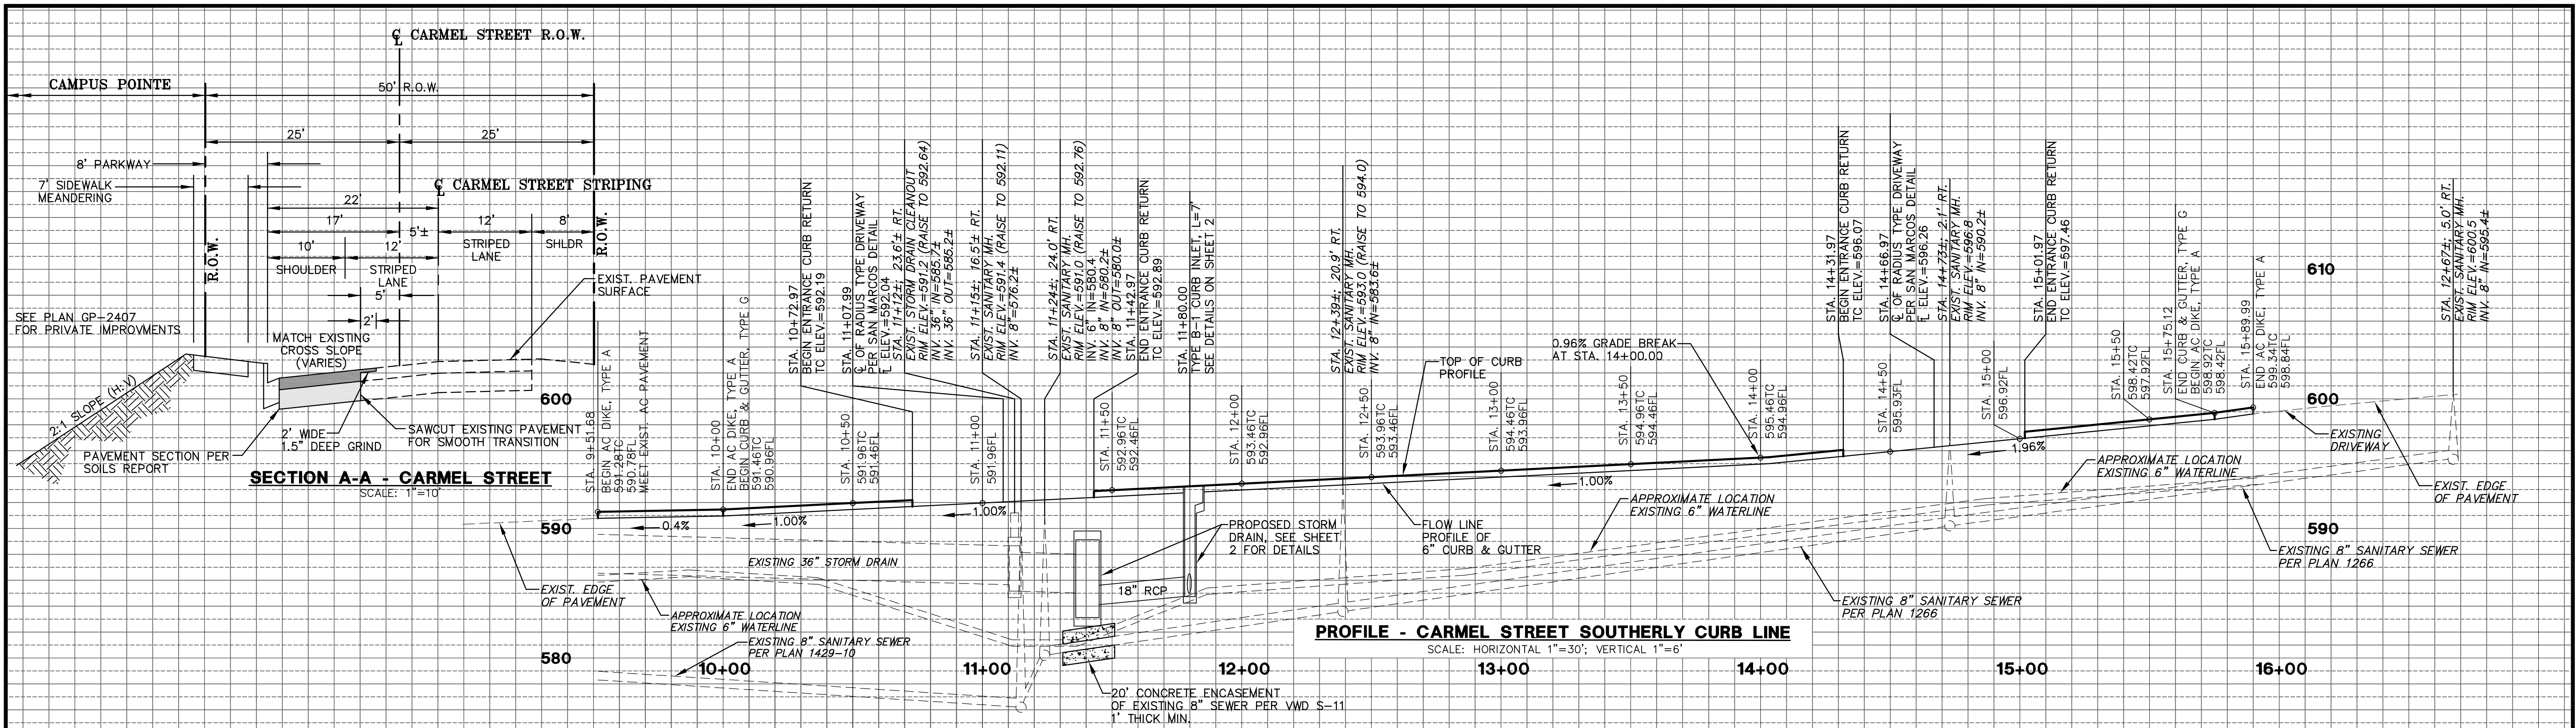 ℄ CARMEL STREET R.O.W.
CAMPUS POINTE
50' R.O.W.
25'
25'
8' PARKWAY
7' SIDEWALK
MEANDERING
℄ CARMEL STREET STRIPING
22'
17'
5'±
12'
8'
STRIPED
LANE
SHLDR
10'
12'
SHOULDER
STRIPED
LANE
R.O.W.
R.O.W.
5'
2'
EXIST. PAVEMENT
SURFACE
SEE PLAN GP-2407
FOR PRIVATE IMPROVMENTS
MATCH EXISTING
CROSS SLOPE
(VARIES)
2:1 SLOPE (H:V)
2' WIDE
1.5" DEEP GRIND
SAWCUT EXISTING PAVEMENT
FOR SMOOTH TRANSITION
PAVEMENT SECTION PER
SOILS REPORT
SECTION A-A - CARMEL STREET
SCALE: 1"=10'
STA. 9+51.68
BEGIN AC DIKE, TYPE A
591.28TC
590.78FL
MEET EXIST. AC PAVEMENT
STA. 10+00
END AC DIKE, TYPE A
BEGIN CURB & GUTTER, TYPE G
591.46TC
590.96FL
STA. 10+72.97
BEGIN ENTRANCE CURB RETURN
TC ELEV.=592.19
STA. 10+50
591.96TC
591.46FL
STA. 11+07.99
℄ OF RADIUS TYPE DRIVEWAY
PER SAN MARCOS DETAIL
FL ELEV.=592.04
STA. 11+12±; 23.6'± RT.
EXIST. STORM DRAIN CLEANOUT
RIM ELEV.=591.2 (RAISE TO 592.64)
INV. 36" IN=585.7±
INV. 36" OUT=585.2±
STA. 11+00
591.96FL
STA. 11+15±; 16.5'± RT.
EXIST. SANITARY MH.
RIM ELEV.=591.4 (RAISE TO 592.11)
INV. 8"=576.2±
STA. 11+24±; 24.0' RT.
EXIST. SANITARY MH.
RIM ELEV.=591.0 (RAISE TO 592.76)
INV. 6" IN=580.4
INV. 8" IN=580.2±
INV. 8" OUT=580.0±
STA. 11+42.97
END ENTRANCE CURB RETURN
TC ELEV.=592.89
STA. 11+50
592.96TC
592.46FL
STA. 11+80.00
TYPE B-1 CURB INLET, L=7'
SEE DETAILS ON SHEET 2
STA. 12+00
593.46TC
592.96FL
STA. 12+39±; 20.9' RT.
EXIST. SANITARY MH.
RIM ELEV.=593.0 (RAISE TO 594.0)
INV. 8" IN=583.6±
STA. 12+50
593.96TC
593.46FL
TOP OF CURB
PROFILE
STA. 13+00
594.46TC
593.96FL
STA. 13+50
594.96TC
594.46FL
0.96% GRADE BREAK
AT STA. 14+00.00
STA. 14+00
595.46TC
594.96FL
STA. 14+31.97
BEGIN ENTRANCE CURB RETURN
TC ELEV.=596.07
STA. 14+50
595.93FL
STA. 14+66.97
℄ OF RADIUS TYPE DRIVEWAY
PER SAN MARCOS DETAIL
FL ELEV.=596.26
STA. 14+73±; 2.1' RT.
EXIST. SANITARY MH.
RIM ELEV.=596.8
INV. 8" IN=590.2±
STA. 15+00
596.92FL
STA. 15+01.97
END ENTRANCE CURB RETURN
TC ELEV.=597.46
STA. 15+50
598.42TC
597.92FL
STA. 15+75.12
END CURB & GUTTER, TYPE G
BEGIN AC DIKE, TYPE A
598.92TC
598.42FL
STA. 15+89.99
END AC DIKE, TYPE A
599.34TC
598.84FL
STA. 12+67±; 5.0' RT.
EXIST. SANITARY MH.
RIM ELEV.=600.5
INV. 8" IN=595.4±
610
600
600
590
590
580
0.4%
1.00%
1.00%
1.00%
1.96%
EXISTING
DRIVEWAY
EXIST. EDGE
OF PAVEMENT
APPROXIMATE LOCATION
EXISTING 6" WATERLINE
APPROXIMATE LOCATION
EXISTING 6" WATERLINE
PROPOSED STORM
DRAIN, SEE SHEET
2 FOR DETAILS
FLOW LINE
PROFILE OF
6" CURB & GUTTER
EXISTING 36" STORM DRAIN
18" RCP
EXISTING 8" SANITARY SEWER
PER PLAN 1266
EXIST. EDGE
OF PAVEMENT
APPROXIMATE LOCATION
EXISTING 6" WATERLINE
EXISTING 8" SANITARY SEWER
PER PLAN 1429-10
EXISTING 8" SANITARY SEWER
PER PLAN 1266
PROFILE - CARMEL STREET SOUTHERLY CURB LINE
SCALE: HORIZONTAL 1"=30'; VERTICAL 1"=6'
10+00
11+00
12+00
13+00
14+00
15+00
16+00
20' CONCRETE ENCASEMENT
OF EXISTING 8" SEWER PER VWD S-11
1' THICK MIN.